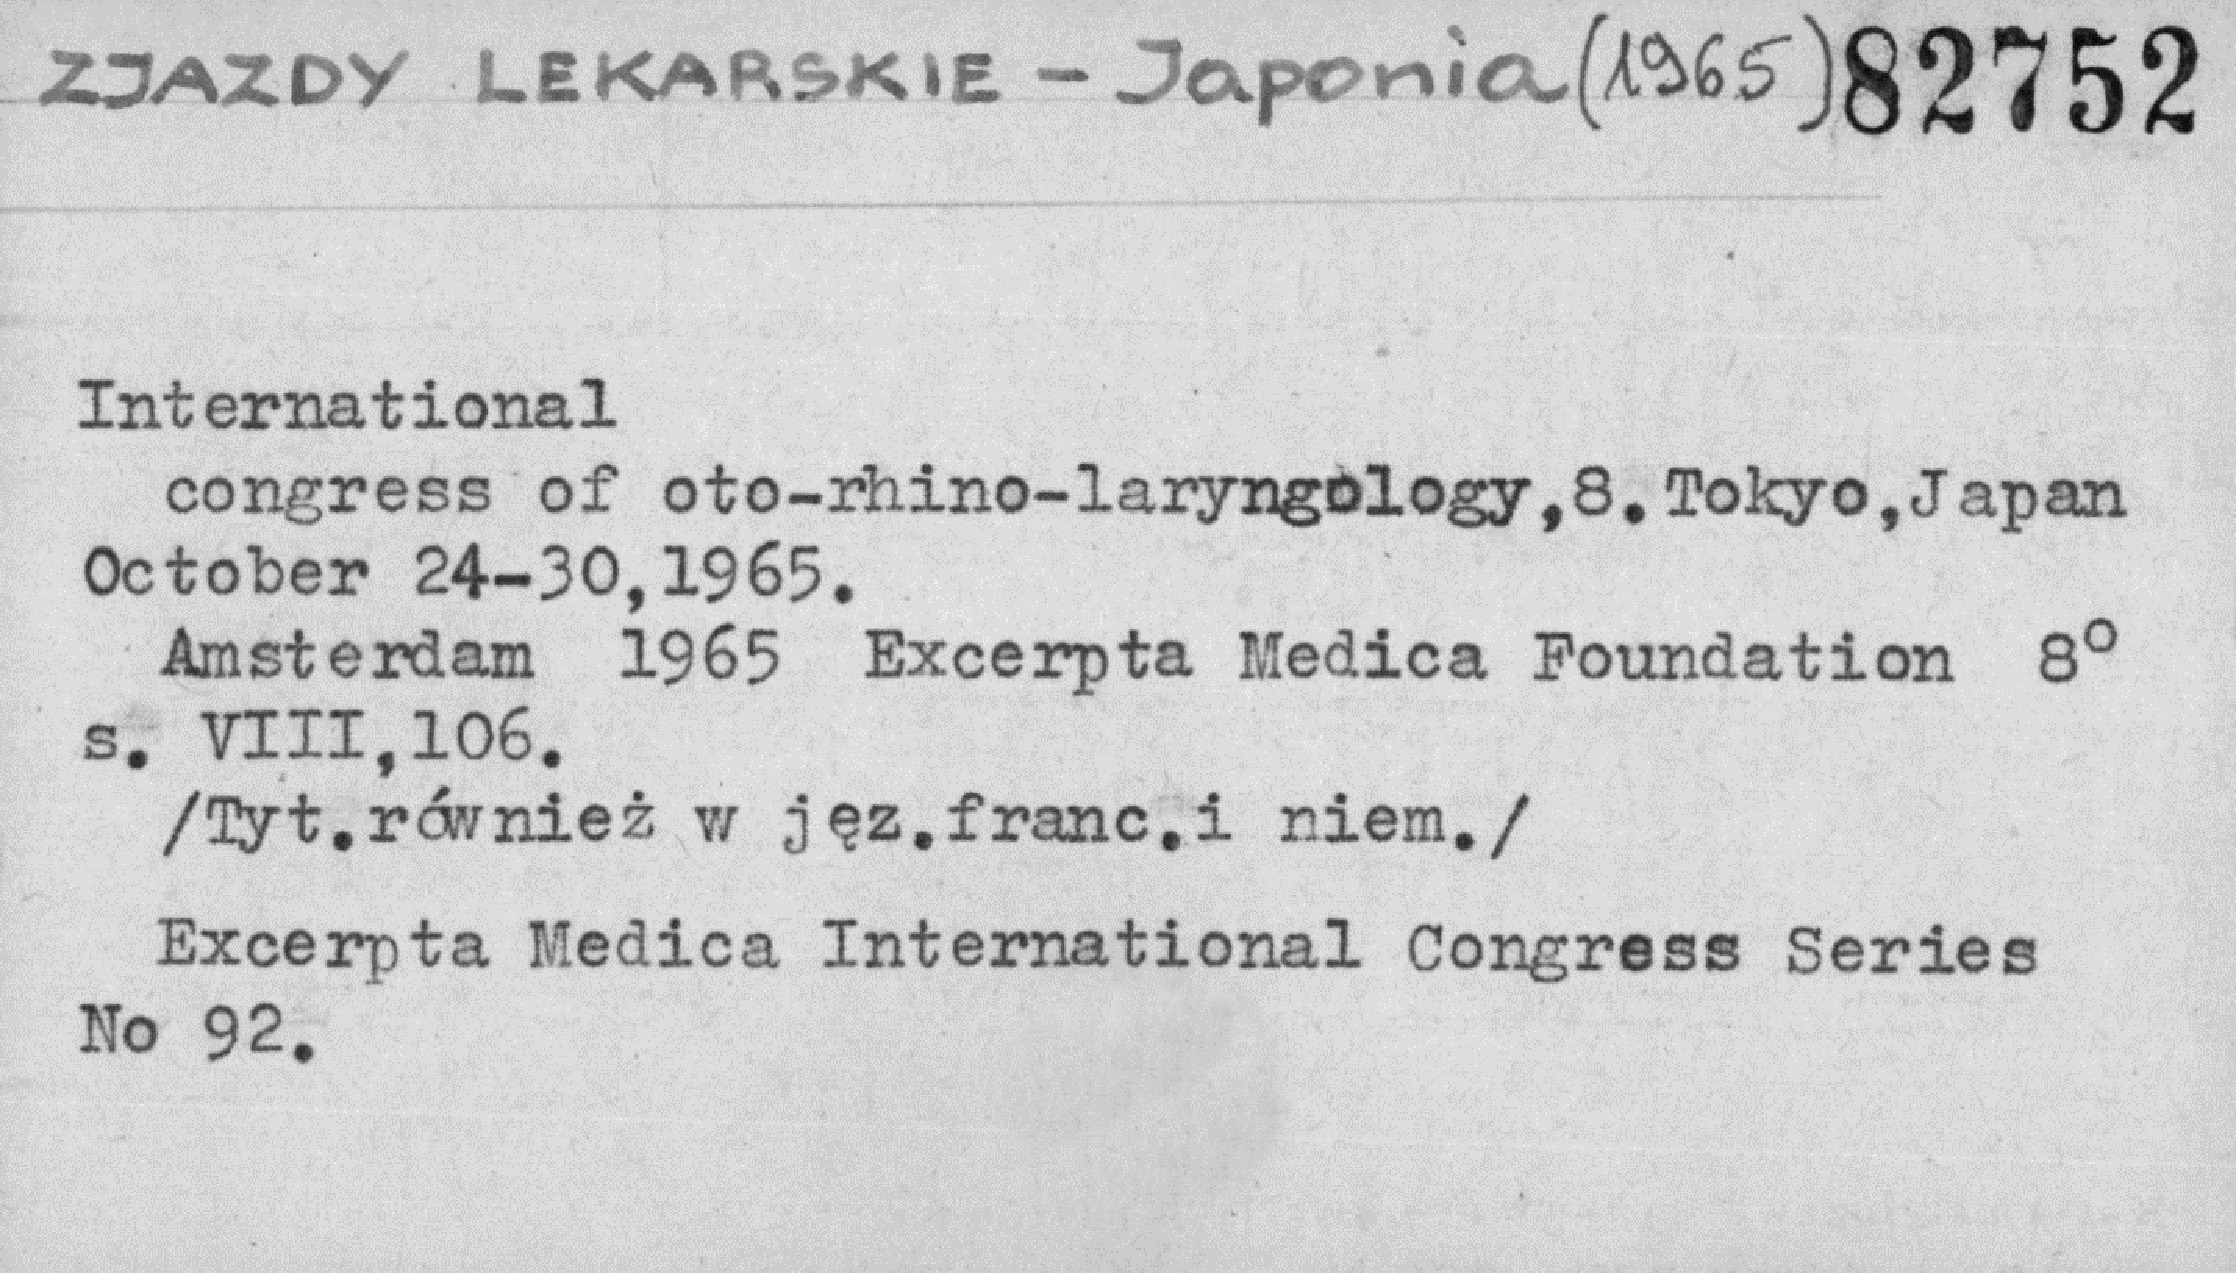 ZJAZDY LEKARSKIE - Japonia (1965) 82752
International
congress of oto-rhino-laryngology,8.Tokyo,Japan
October 24-30,1965.
Amsterdam 1965 Excerpta Medica Foundation 8°
s. VIII,106.
/Tyt.również w jęz.franc.i niem./
Excerpta Medica International Congress Series
No 92.